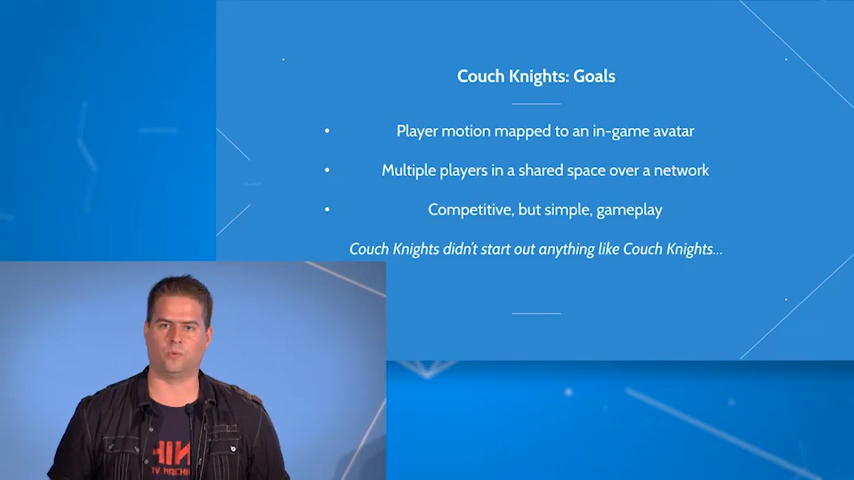 Couch Knights: Goals
• Player motion mapped to an in-game avatar
• Multiple players in a shared space over a network
• Competitive, but simple, gameplay
Couch Knights didn't start out anything like Couch Knights...